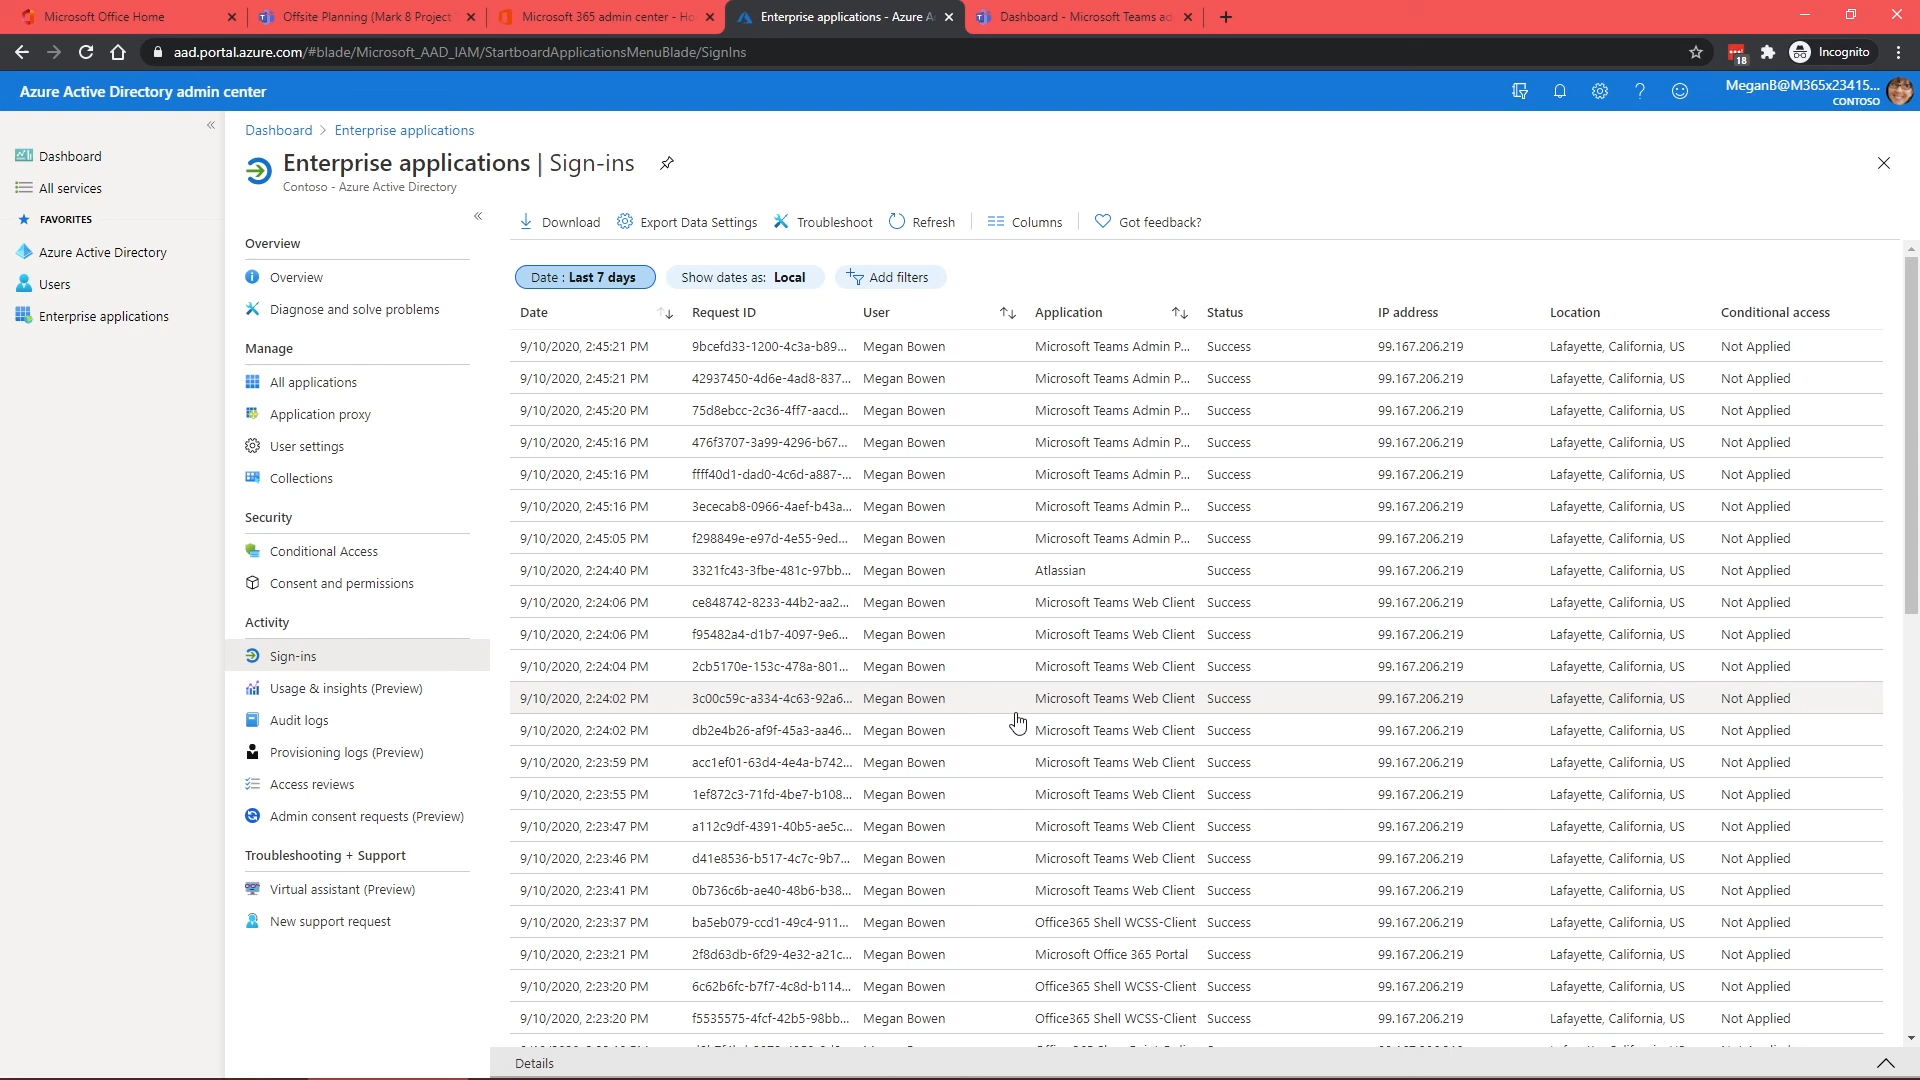 Microsoft Office Home
Offsite Planning (Mark 8 Project
Microsoft 365 admin center - Ho
Enterprise applications - Azure A
Dashboard - Microsoft Teams ad
aad.portal.azure.com/#blade/Microsoft_AAD_IAM/StartboardApplicationsMenuBlade/SignIns
18
Incognito
Azure Active Directory admin center
MeganB@M365x23415...
CONTOSO
Dashboard
All services
FAVORITES
Azure Active Directory
Users
Enterprise applications
Dashboard > Enterprise applications
Enterprise applications | Sign-ins
Contoso - Azure Active Directory
Overview
Overview
Diagnose and solve problems
Manage
All applications
Application proxy
User settings
Collections
Security
Conditional Access
Consent and permissions
Activity
Sign-ins
Usage & insights (Preview)
Audit logs
Provisioning logs (Preview)
Access reviews
Admin consent requests (Preview)
Troubleshooting + Support
Virtual assistant (Preview)
New support request
Download Export Data Settings Troubleshoot Refresh Columns Got feedback?
Date : Last 7 days Show dates as: Local Add filters
Date Request ID User Application Status IP address Location Conditional access
9/10/2020, 2:45:21 PM 9bcefd33-1200-4c3a-b89... Megan Bowen Microsoft Teams Admin P... Success 99.167.206.219 Lafayette, California, US Not Applied
9/10/2020, 2:45:21 PM 42937450-4d6e-4ad8-837... Megan Bowen Microsoft Teams Admin P... Success 99.167.206.219 Lafayette, California, US Not Applied
9/10/2020, 2:45:20 PM 75d8ebcc-2c36-4ff7-aacd... Megan Bowen Microsoft Teams Admin P... Success 99.167.206.219 Lafayette, California, US Not Applied
9/10/2020, 2:45:16 PM 476f3707-3a99-4296-b67... Megan Bowen Microsoft Teams Admin P... Success 99.167.206.219 Lafayette, California, US Not Applied
9/10/2020, 2:45:16 PM ffff40d1-dad0-4c6d-a887-... Megan Bowen Microsoft Teams Admin P... Success 99.167.206.219 Lafayette, California, US Not Applied
9/10/2020, 2:45:16 PM 3ececab8-0966-4aef-b43a... Megan Bowen Microsoft Teams Admin P... Success 99.167.206.219 Lafayette, California, US Not Applied
9/10/2020, 2:45:05 PM f298849e-e97d-4e55-9ed... Megan Bowen Microsoft Teams Admin P... Success 99.167.206.219 Lafayette, California, US Not Applied
9/10/2020, 2:24:40 PM 3321fc43-3fbe-481c-97bb... Megan Bowen Atlassian Success 99.167.206.219 Lafayette, California, US Not Applied
9/10/2020, 2:24:06 PM ce848742-8233-44b2-aa2... Megan Bowen Microsoft Teams Web Client Success 99.167.206.219 Lafayette, California, US Not Applied
9/10/2020, 2:24:06 PM f95482a4-d1b7-4097-9e6... Megan Bowen Microsoft Teams Web Client Success 99.167.206.219 Lafayette, California, US Not Applied
9/10/2020, 2:24:04 PM 2cb5170e-153c-478a-801... Megan Bowen Microsoft Teams Web Client Success 99.167.206.219 Lafayette, California, US Not Applied
9/10/2020, 2:24:02 PM 3c00c59c-a334-4c63-92a6... Megan Bowen Microsoft Teams Web Client Success 99.167.206.219 Lafayette, California, US Not Applied
9/10/2020, 2:24:02 PM db2e4b26-af9f-45a3-aa46... Megan Bowen Microsoft Teams Web Client Success 99.167.206.219 Lafayette, California, US Not Applied
9/10/2020, 2:23:59 PM acc1ef01-63d4-4e4a-b742... Megan Bowen Microsoft Teams Web Client Success 99.167.206.219 Lafayette, California, US Not Applied
9/10/2020, 2:23:55 PM 1ef872c3-71fd-4be7-b108... Megan Bowen Microsoft Teams Web Client Success 99.167.206.219 Lafayette, California, US Not Applied
9/10/2020, 2:23:47 PM a112c9df-4391-40b5-ae5c... Megan Bowen Microsoft Teams Web Client Success 99.167.206.219 Lafayette, California, US Not Applied
9/10/2020, 2:23:46 PM d41e8536-b517-4c7c-9b7... Megan Bowen Microsoft Teams Web Client Success 99.167.206.219 Lafayette, California, US Not Applied
9/10/2020, 2:23:41 PM 0b736c6b-ae40-48b6-b38... Megan Bowen Microsoft Teams Web Client Success 99.167.206.219 Lafayette, California, US Not Applied
9/10/2020, 2:23:37 PM ba5eb079-ccd1-49c4-911... Megan Bowen Office365 Shell WCSS-Client Success 99.167.206.219 Lafayette, California, US Not Applied
9/10/2020, 2:23:21 PM 2f8d63db-6f29-4e32-a21c... Megan Bowen Microsoft Office 365 Portal Success 99.167.206.219 Lafayette, California, US Not Applied
9/10/2020, 2:23:20 PM 6c62b6fc-b7f7-4c8d-b114... Megan Bowen Office365 Shell WCSS-Client Success 99.167.206.219 Lafayette, California, US Not Applied
9/10/2020, 2:23:20 PM f5535575-4fcf-42b5-98bb... Megan Bowen Office365 Shell WCSS-Client Success 99.167.206.219 Lafayette, California, US Not Applied
Details